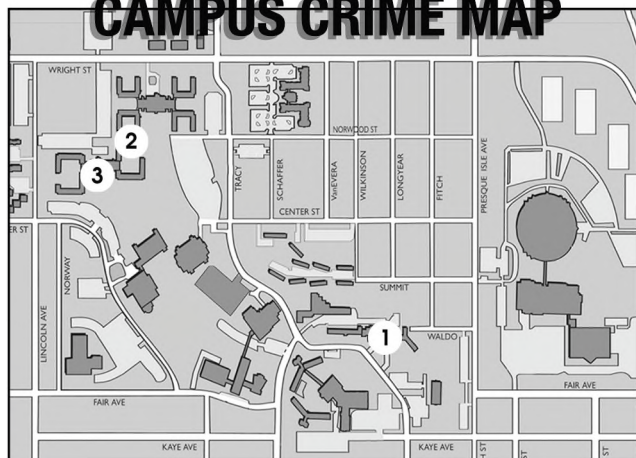 CAMPUS CRIME MAP
WRIGHT ST
NORWOOD ST
2
3
TRACY
SCHAFFER
VanEVERA
WILKINSON
LONGYEAR
FITCH
PRESQUE ISLE AVE
CENTER ST
ER ST
NORWAY
LINCOLN AVE
SUMMIT
1
WALDO
FAIR AVE
FAIR AVE
KAYE AVE
KAYE AVE
H ST
ST
ST